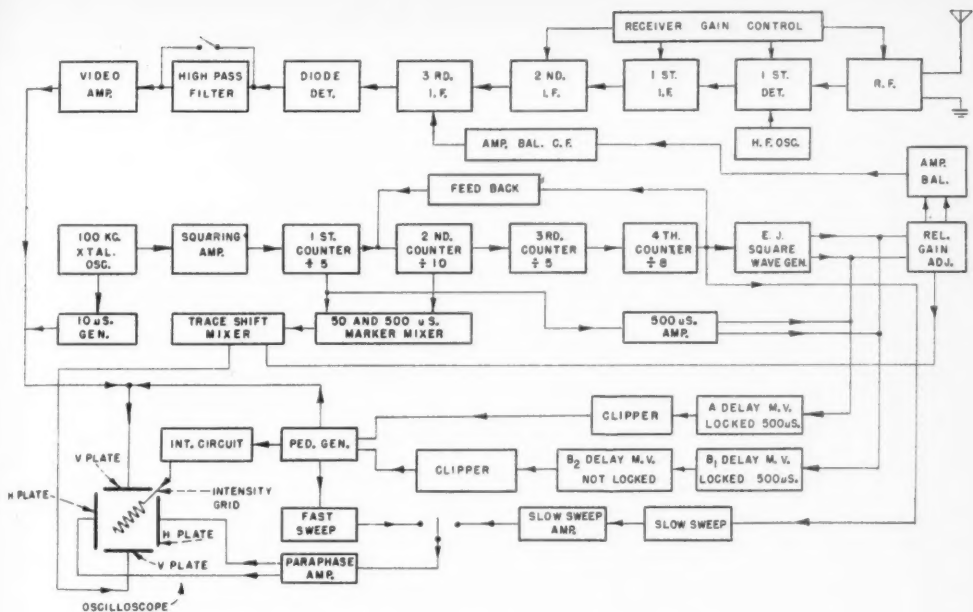 RECEIVER GAIN CONTROL
VIDEO
AMP.
HIGH PASS
FILTER
DIODE
DET.
3 RD.
I. F.
2 ND.
I.F.
1 ST.
I.F.
1 ST.
DET.
R.F.
AMP. BAL. C.F.
H.F. OSC.
AMP.
BAL.
FEED BACK
100 KC.
XTAL.
OSC.
SQUARING
AMP.
1 ST.
COUNTER
÷ 5
2 ND.
COUNTER
÷ 10
3 RD.
COUNTER
÷ 5
4 TH.
COUNTER
÷ 8
E. J.
SQUARE
WAVE GEN.
REL.
GAIN
ADJ.
10 uS.
GEN.
TRACE SHIFT
MIXER
50 AND 500 uS.
MARKER MIXER
500 uS.
AMP.
CLIPPER
A DELAY M.V.
LOCKED 500uS.
INT. CIRCUIT
PED. GEN.
CLIPPER
B2 DELAY M.V.
NOT LOCKED
B1 DELAY M.V.
LOCKED 500uS.
V PLATE
INTENSITY
GRID
H PLATE
FAST
SWEEP
SLOW SWEEP
AMP.
SLOW SWEEP
H PLATE
V PLATE
PARAPHASE
AMP.
OSCILLOSCOPE